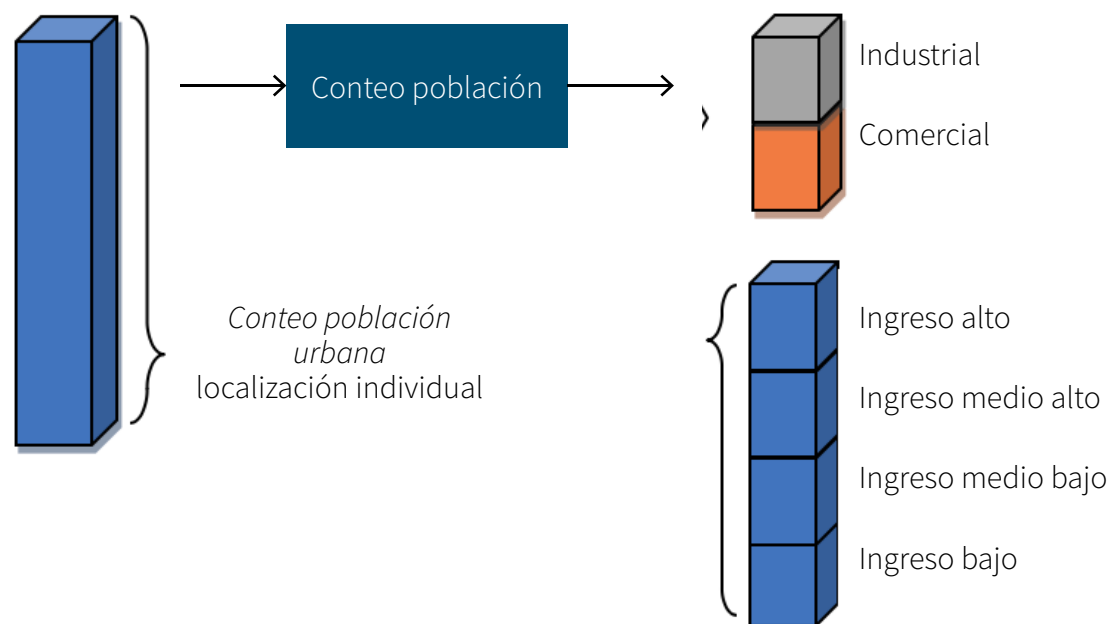 Conteo población
Industrial
Comercial
Conteo población
urbana
localización individual
Ingreso alto
Ingreso medio alto
Ingreso medio bajo
Ingreso bajo